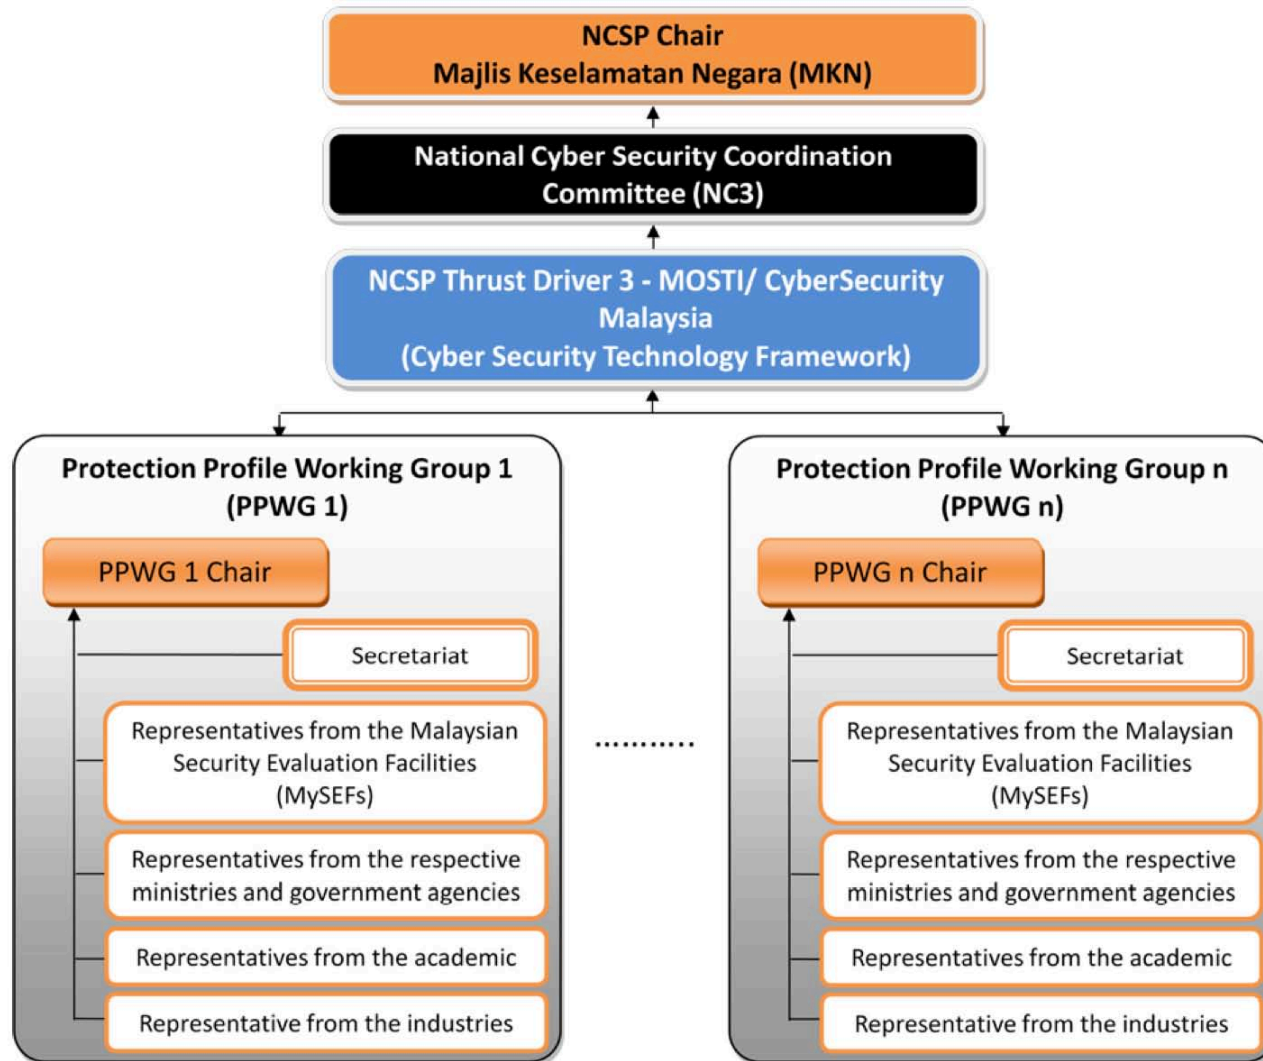 NCSP Chair
Majlis Keselamatan Negara (MKN)
National Cyber Security Coordination
Committee (NC3)
NCSP Thrust Driver 3 - MOSTI/ CyberSecurity
Malaysia
(Cyber Security Technology Framework)
Protection Profile Working Group 1
(PPWG 1)
PPWG 1 Chair
Secretariat
Representatives from the Malaysian
Security Evaluation Facilities
(MySEFs)
Representatives from the respective
ministries and government agencies
Representatives from the academic
Representative from the industries
...........
Protection Profile Working Group n
(PPWG n)
PPWG n Chair
Secretariat
Representatives from the Malaysian
Security Evaluation Facilities
(MySEFs)
Representatives from the respective
ministries and government agencies
Representatives from the academic
Representative from the industries